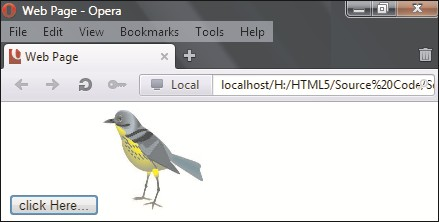 Web Page - Opera
File Edit View Bookmarks Tools Help
Web Page
Local localhost/H:/HTML5/Source%20Code/
click Here...